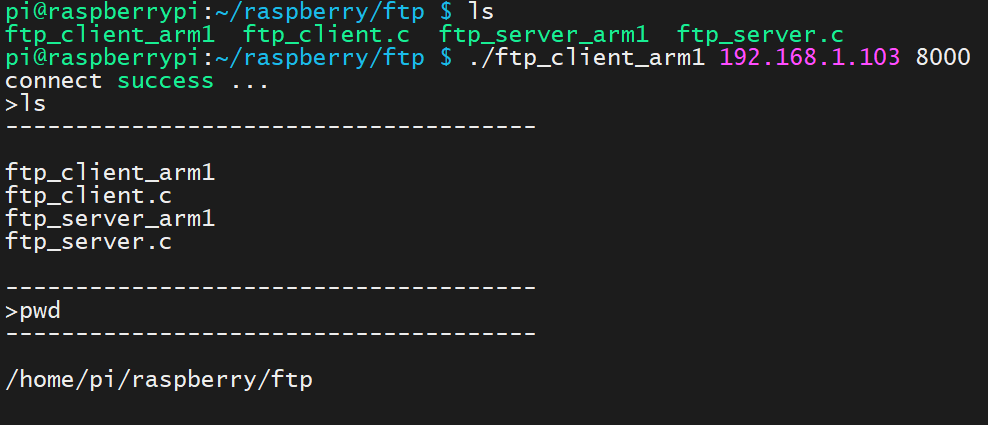 pi@raspberrypi:~/raspberry/ftp $ ls
ftp_client_arm1  ftp_client.c  ftp_server_arm1  ftp_server.c
pi@raspberrypi:~/raspberry/ftp $ ./ftp_client_arm1 192.168.1.103 8000
connect success ...
>ls
--------------------------------------
ftp_client_arm1
ftp_client.c
ftp_server_arm1
ftp_server.c
--------------------------------------
>pwd
--------------------------------------
/home/pi/raspberry/ftp